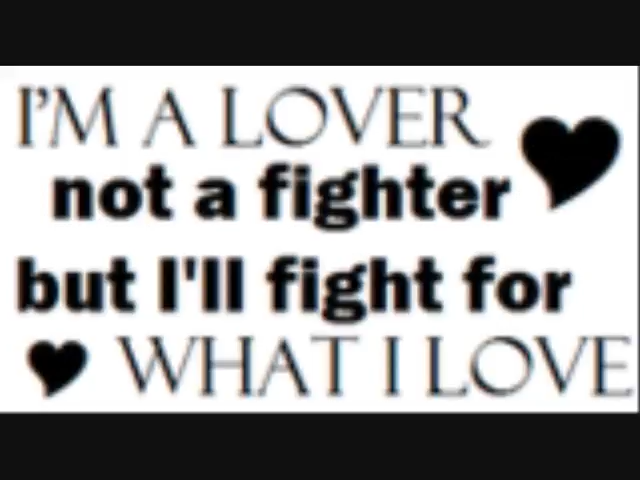 I'M A LOVER
not a fighter
but I'll fight for
WHAT I LOVE